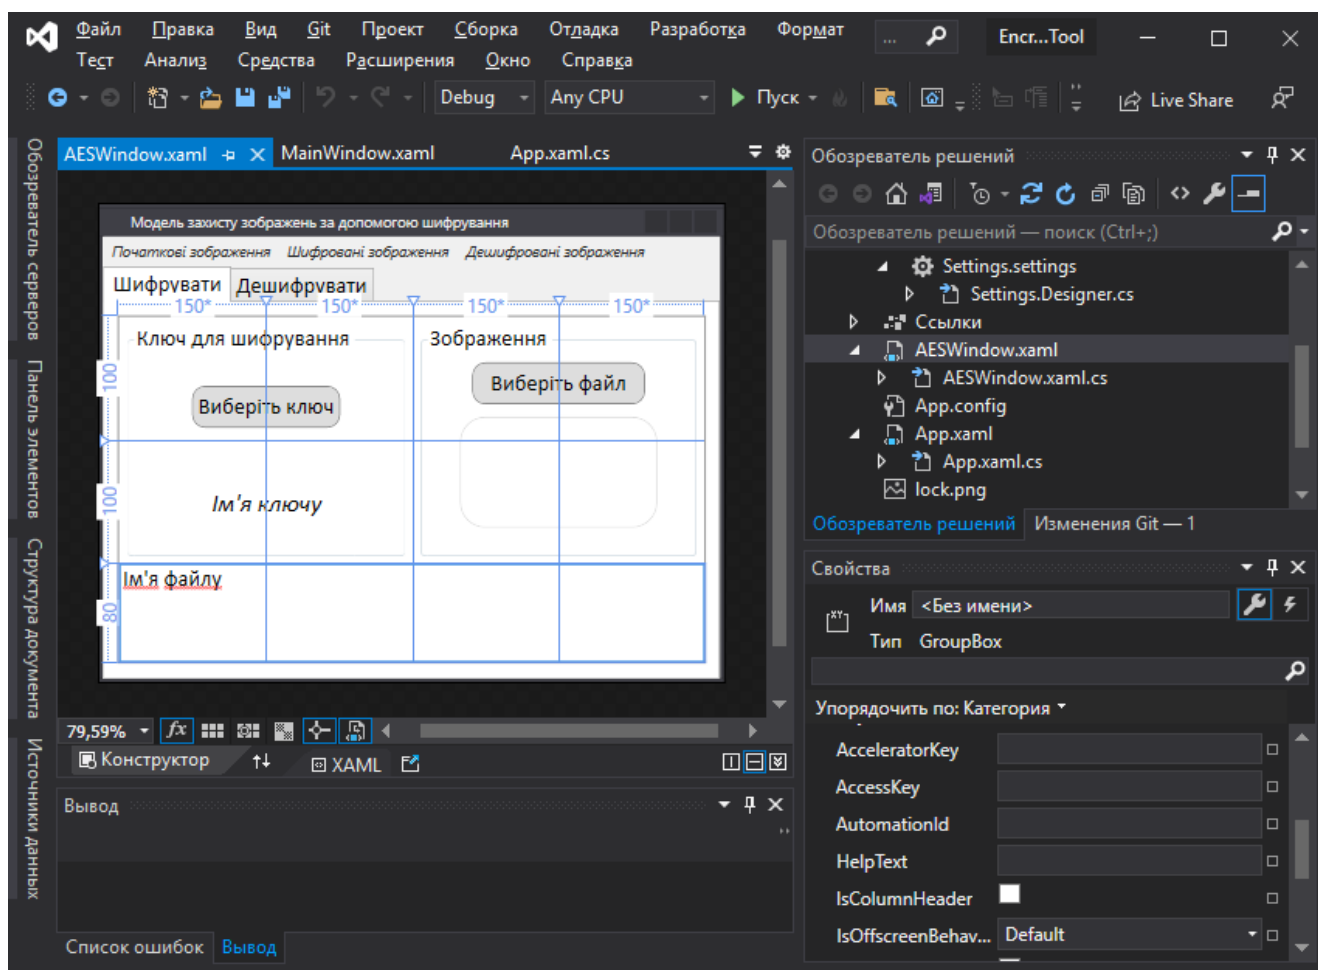 Файл Правка Вид Git Проект Сборка Отладка Разработка Формат ... Encr...Tool
Тест Анализ Средства Расширения Окно Справка
Debug Any CPU Пуск Live Share
Обозреватель серверов
Панель элементов
Структура документа
Источники данных
AESWindow.xaml MainWindow.xaml App.xaml.cs
Модель захисту зображень за допомогою шифрування
Початкові зображення Шифровані зображення Дешифровані зображення
Шифрувати Дешифрувати
150* 150* 150* 150*
Ключ для шифрування Зображення
100
Виберіть файл
Виберіть ключ
100
Ім'я ключу
Ім'я файлу
80
79,59% fx
Конструктор XAML
Вывод
Список ошибок Вывод
Обозреватель решений
Обозреватель решений — поиск (Ctrl+;)
Settings.settings
Settings.Designer.cs
Ссылки
AESWindow.xaml
AESWindow.xaml.cs
App.config
App.xaml
App.xaml.cs
lock.png
Обозреватель решений Изменения Git — 1
Свойства
Имя <Без имени>
Тип GroupBox
Упорядочить по: Категория
AcceleratorKey
AccessKey
AutomationId
HelpText
IsColumnHeader
IsOffscreenBehav... Default